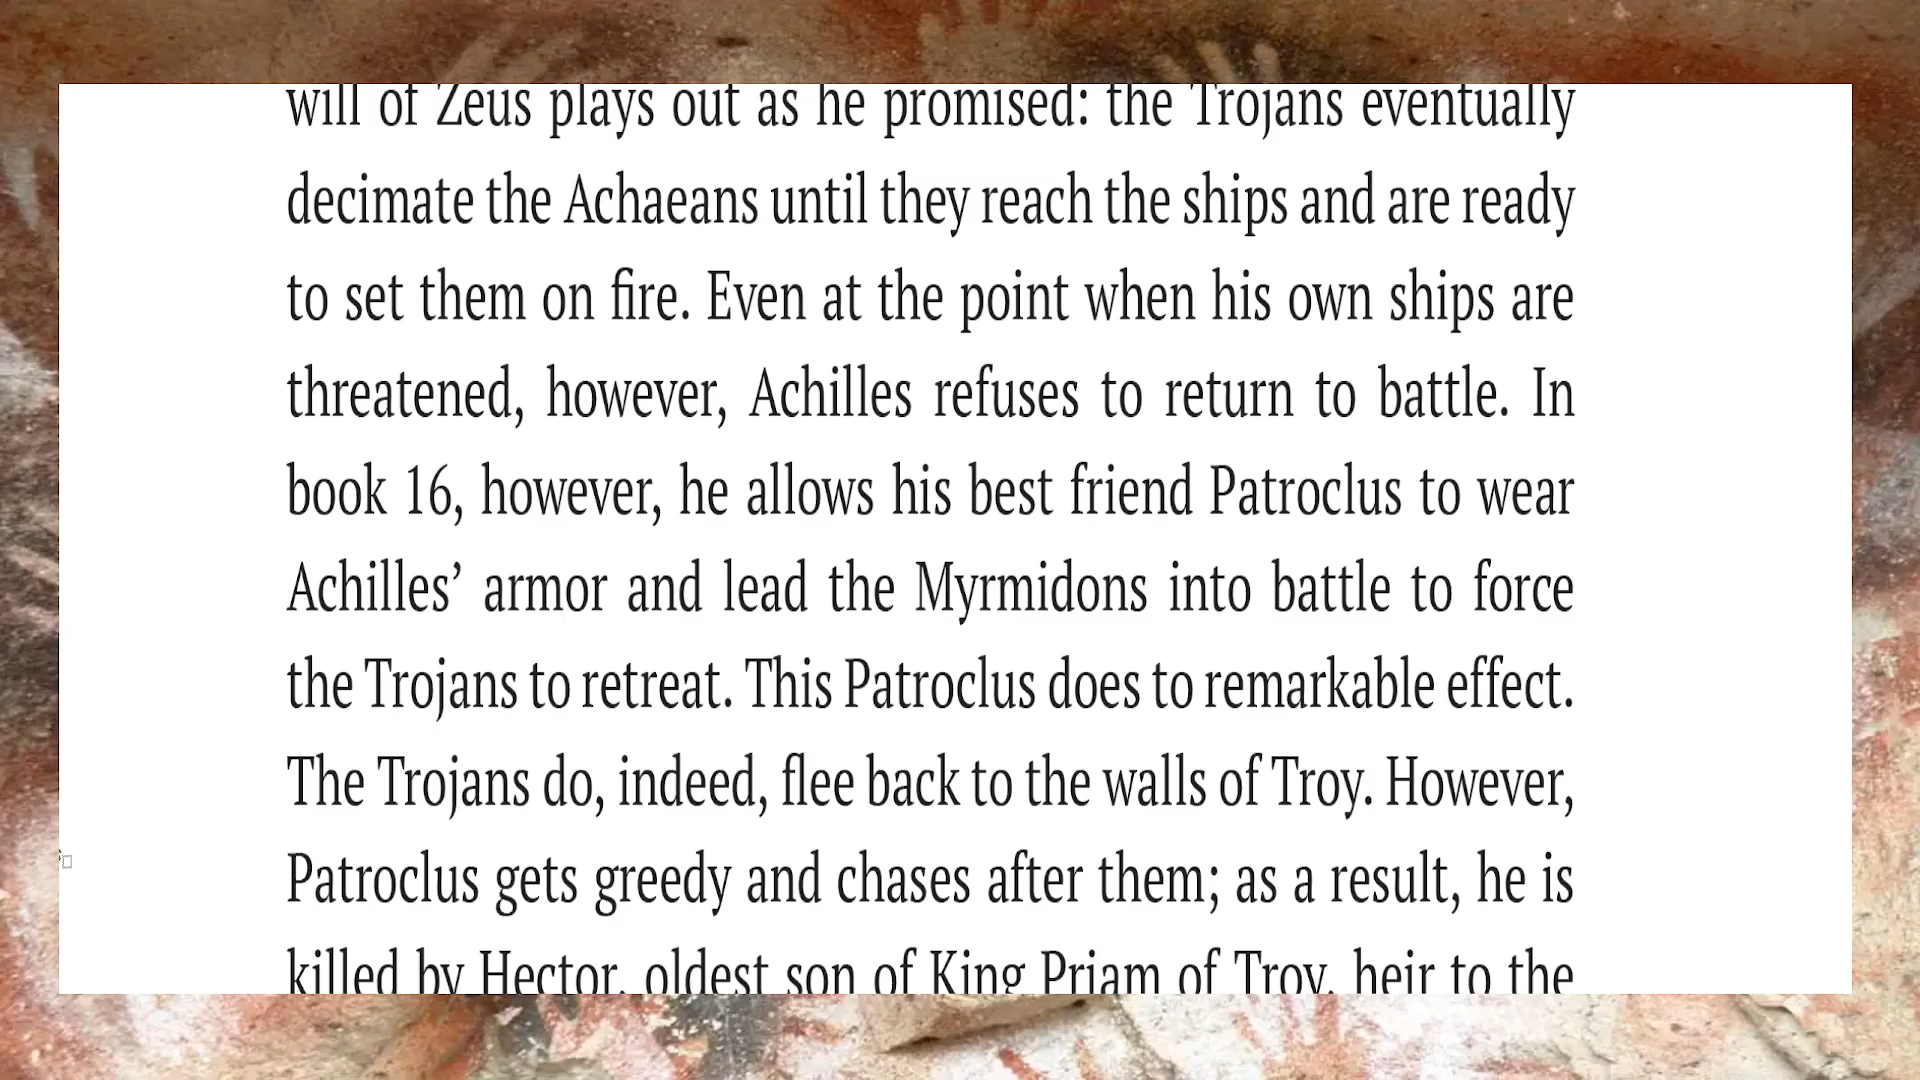 will of Zeus plays out as he promised: the Trojans eventually
decimate the Achaeans until they reach the ships and are ready
to set them on fire. Even at the point when his own ships are
threatened, however, Achilles refuses to return to battle. In
book 16, however, he allows his best friend Patroclus to wear
Achilles’ armor and lead the Myrmidons into battle to force
the Trojans to retreat. This Patroclus does to remarkable effect.
The Trojans do, indeed, flee back to the walls of Troy. However,
Patroclus gets greedy and chases after them; as a result, he is
killed by Hector, oldest son of King Priam of Troy, heir to the